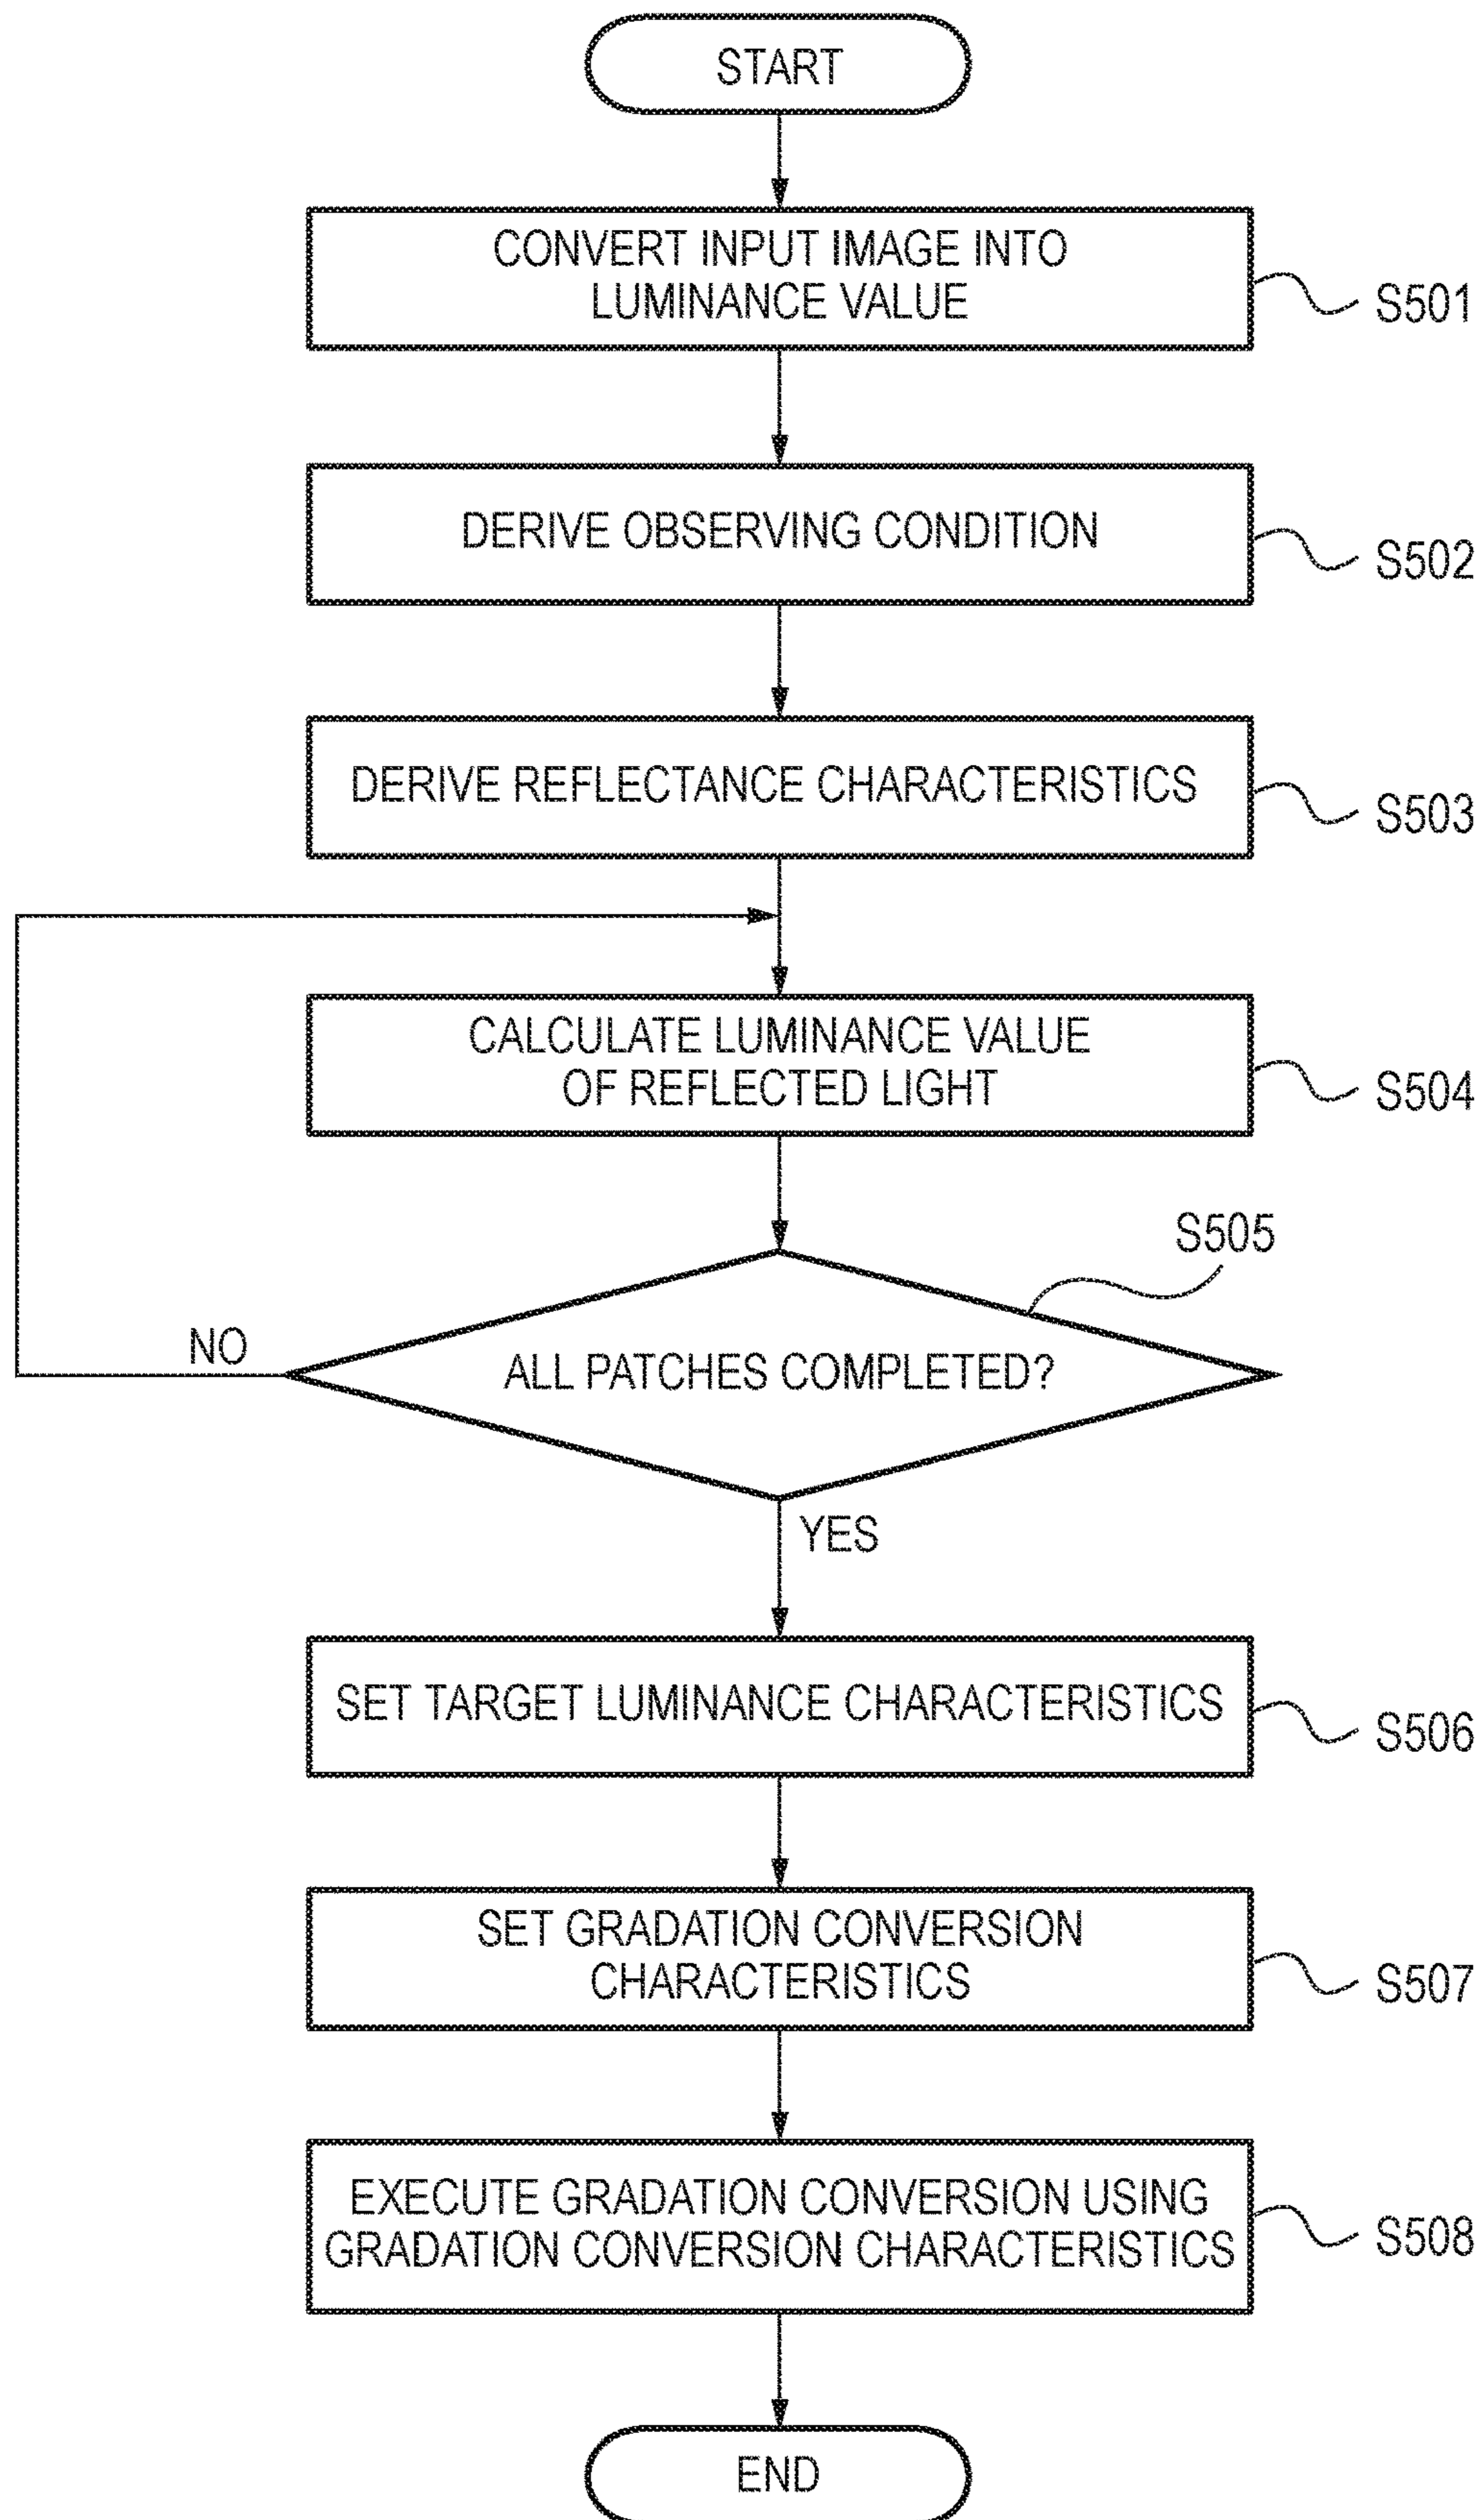 START
CONVERT INPUT IMAGE INTO
LUMINANCE VALUE
S501
DERIVE OBSERVING CONDITION
S502
DERIVE REFLECTANCE CHARACTERISTICS
S503
CALCULATE LUMINANCE VALUE
OF REFLECTED LIGHT
S504
S505
NO
ALL PATCHES COMPLETED?
YES
SET TARGET LUMINANCE CHARACTERISTICS
S506
SET GRADATION CONVERSION
CHARACTERISTICS
S507
EXECUTE GRADATION CONVERSION USING
GRADATION CONVERSION CHARACTERISTICS
S508
END